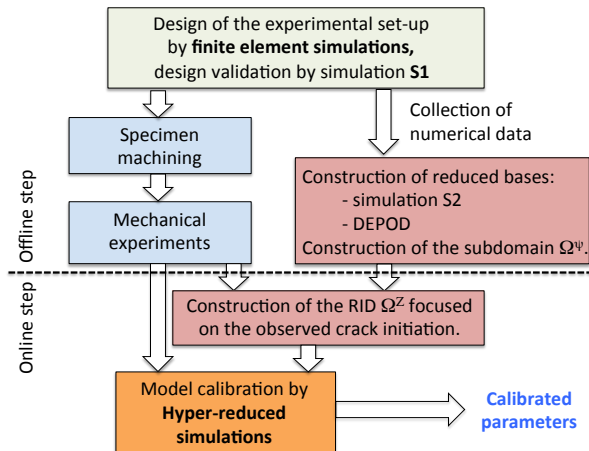 Design of the experimental set-up
by finite element simulations,
design validation by simulation S1
Collection of
numerical data
Specimen
machining
Construction of reduced bases:
- simulation S2
- DEPOD
Construction of the subdomain Ωψ.
Mechanical
experiments
Offline step
Online step
Construction of the RID ΩZ focused
on the observed crack initiation.
Model calibration by
Hyper-reduced
simulations
Calibrated
parameters